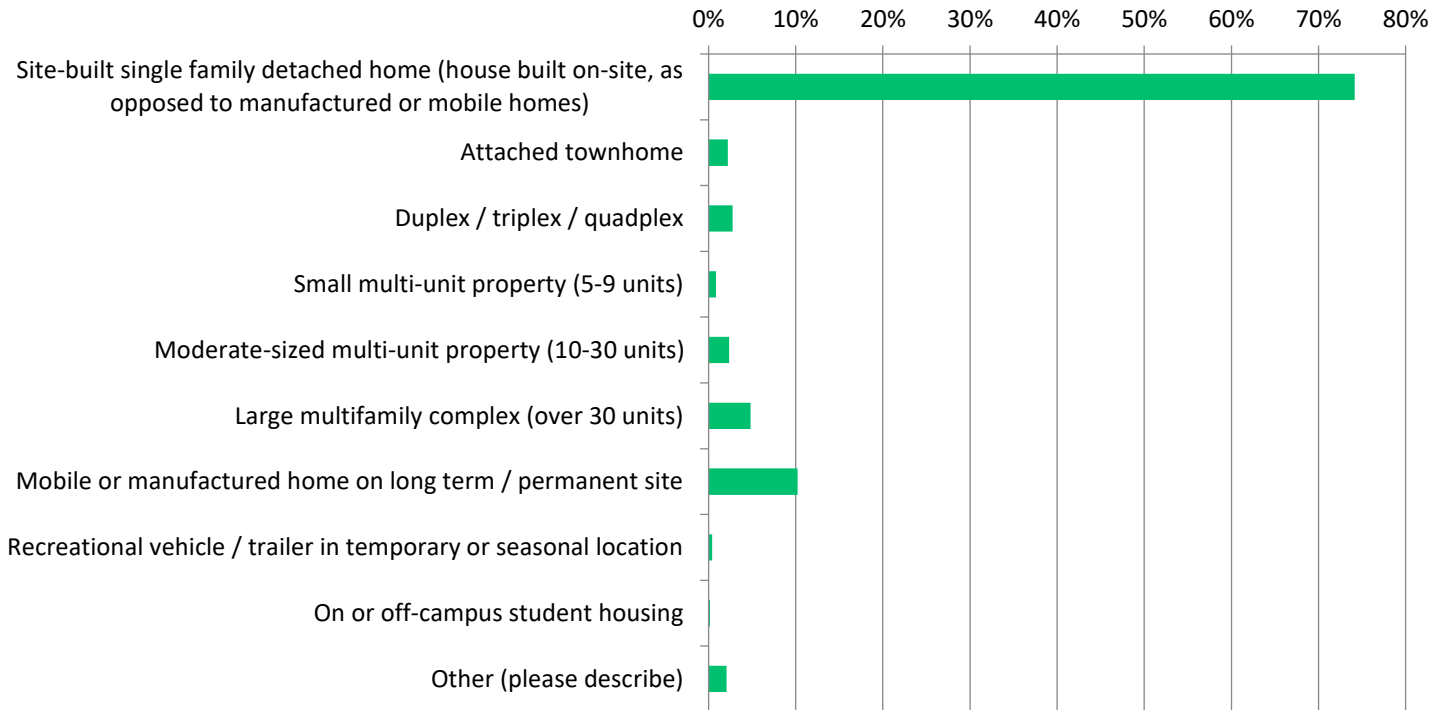 0% 10% 20% 30% 40% 50% 60% 70% 80%
Site-built single family detached home (house built on-site, as
opposed to manufactured or mobile homes)
Attached townhome
Duplex / triplex / quadplex
Small multi-unit property (5-9 units)
Moderate-sized multi-unit property (10-30 units)
Large multifamily complex (over 30 units)
Mobile or manufactured home on long term / permanent site
Recreational vehicle / trailer in temporary or seasonal location
On or off-campus student housing
Other (please describe)